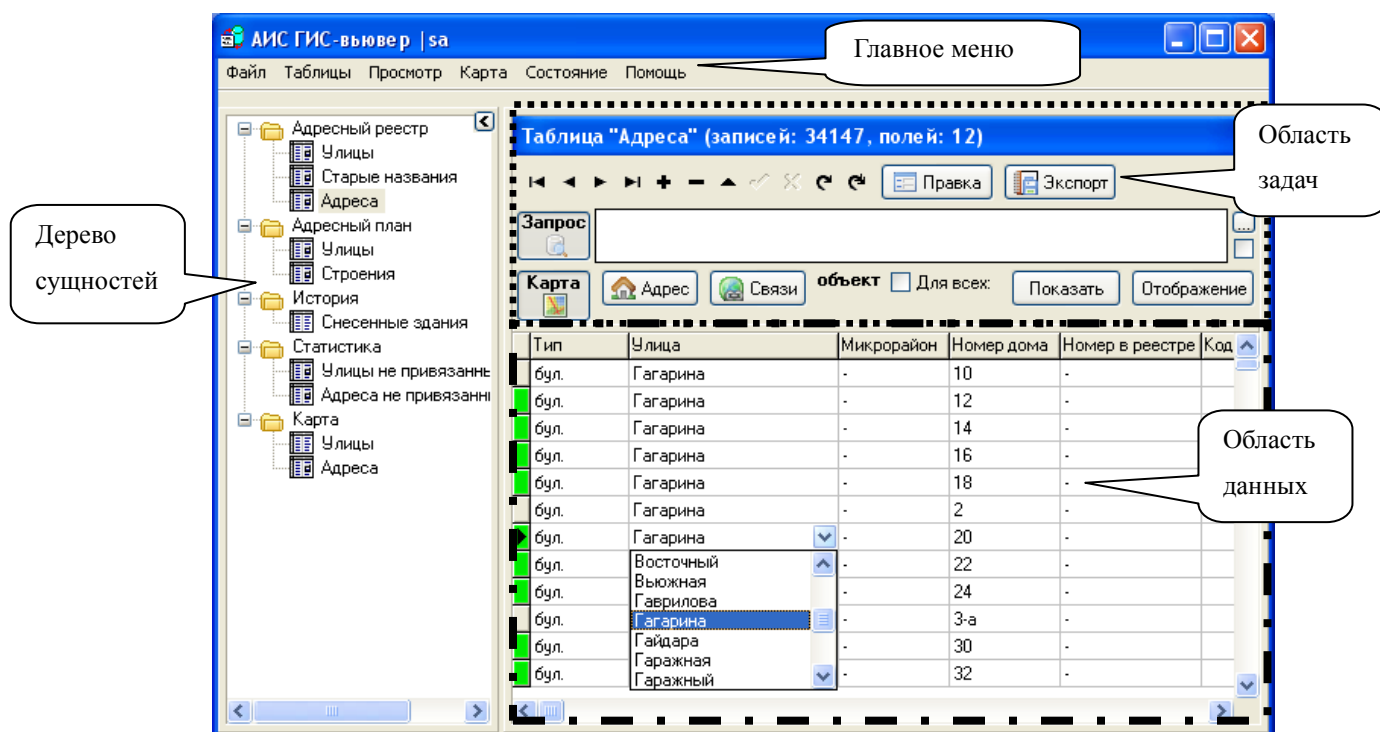 АИС ГИС-вьювер | sa
Главное меню
Файл Таблицы Просмотр Карта Состояние Помощь
Дерево
сущностей
Адресный реестр
Улицы
Старые названия
Адреса
Адресный план
Улицы
Строения
История
Снесенные здания
Статистика
Улицы не привязаннь
Адреса не привязанн
Карта
Улицы
Адреса
Таблица "Адреса" (записей: 34147, полей: 12)
Область
задач
Правка Экспорт
Запрос
...
Карта Адрес Связи объект Для всех: Показать Отображение
Тип Улица Микрорайон Номер дома Номер в реестре Код
бул. Гагарина - 10 -
бул. Гагарина - 12 -
бул. Гагарина - 14 -
бул. Гагарина - 16 -
бул. Гагарина - 18 -
бул. Гагарина - 2 -
бул. Гагарина - 20 -
бул. - 22 -
бул. - 24 -
бул. - 3-а -
бул. - 30 -
бул. - 32 -
Восточный
Вьюжная
Гаврилова
Гагарина
Гайдара
Гаражная
Гаражный
Область
данных